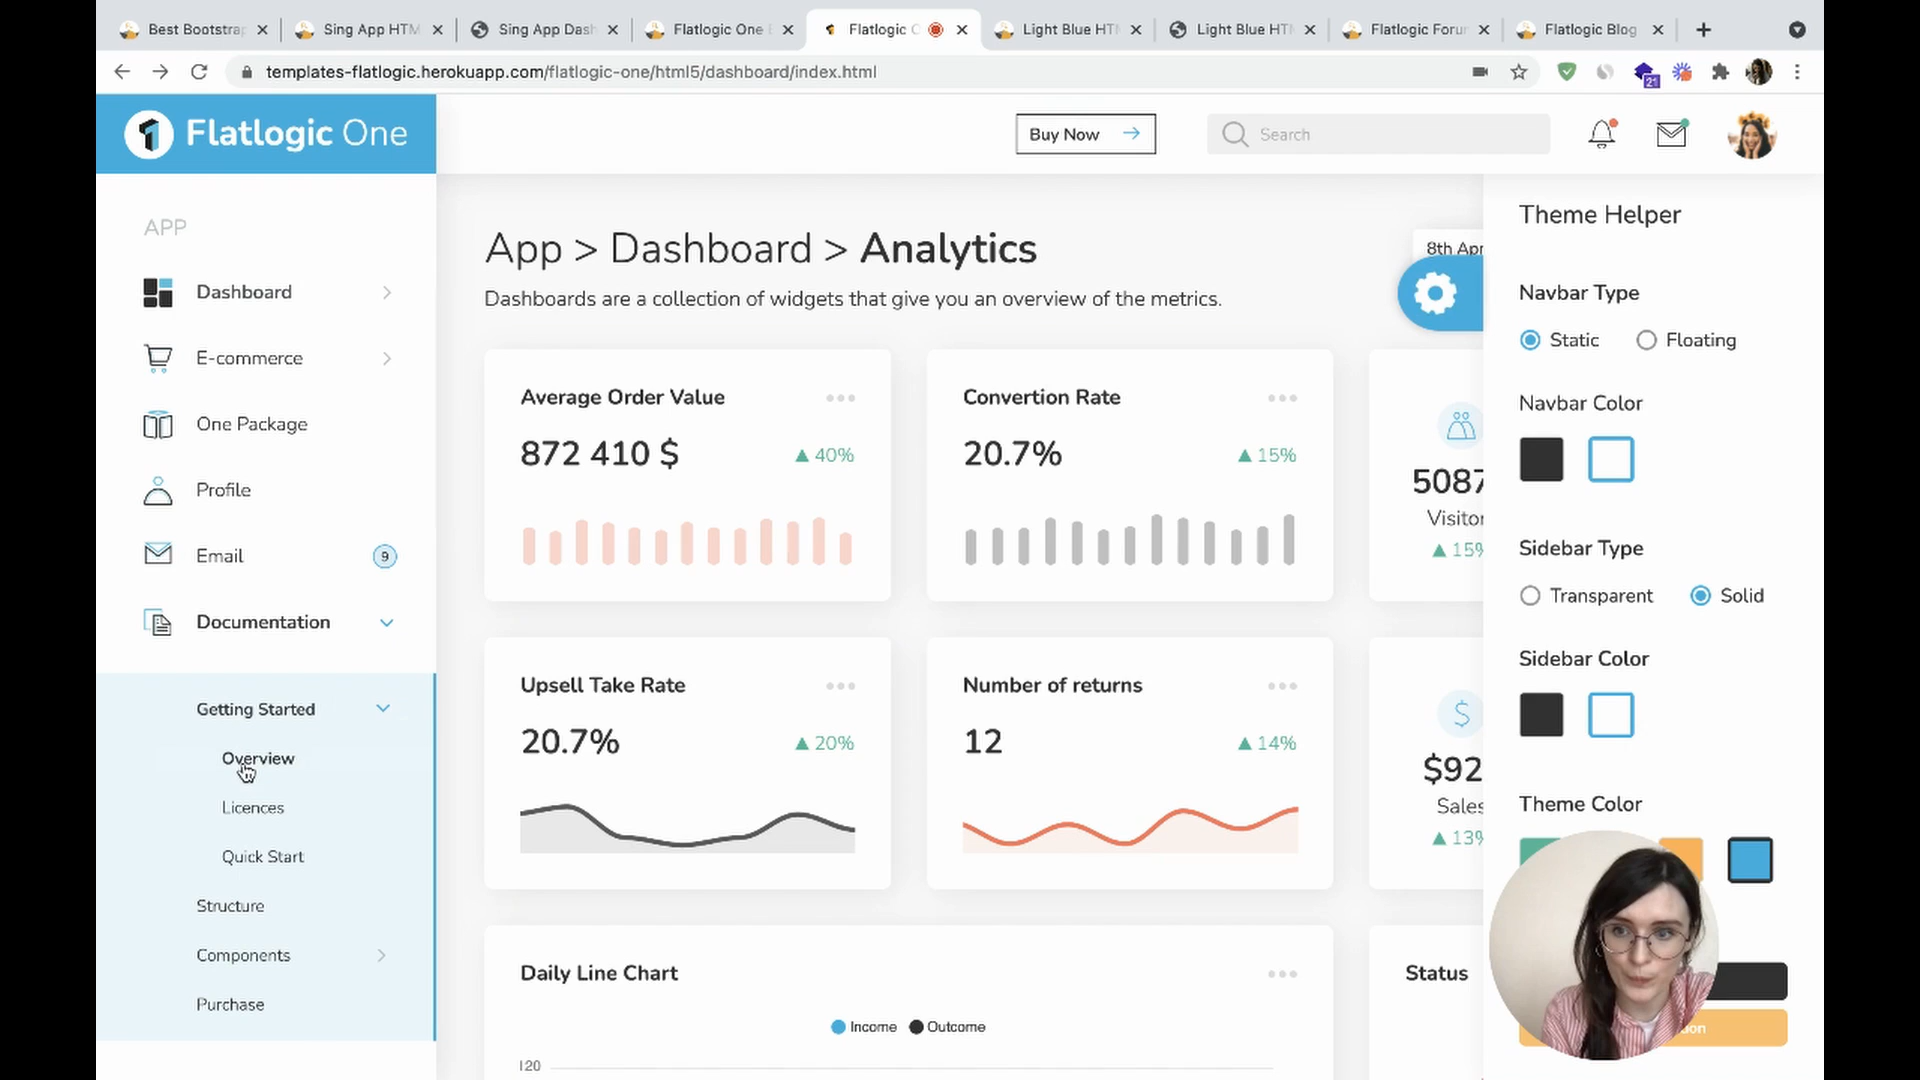 Best Bootstrap
Sing App HTM
Sing App Dash
Flatlogic One
Flatlogic
Light Blue HTM
Light Blue HTM
Flatlogic Forum
Flatlogic Blog
templates-flatlogic.herokuapp.com/flatlogic-one/html5/dashboard/index.html
21
Flatlogic One
Buy Now
Search
APP
Dashboard
E-commerce
One Package
Profile
Email
9
Documentation
Getting Started
Overview
Licences
Quick Start
Structure
Components
Purchase
App > Dashboard > Analytics
8th Apr
Dashboards are a collection of widgets that give you an overview of the metrics.
Average Order Value
872 410 $
40%
Convertion Rate
20.7%
15%
5087
Visitor
15%
Upsell Take Rate
20.7%
20%
Number of returns
12
14%
$92
Sales
13%
Daily Line Chart
Income
Outcome
120
Status
Theme Helper
Navbar Type
Static
Floating
Navbar Color
Sidebar Type
Transparent
Solid
Sidebar Color
Theme Color